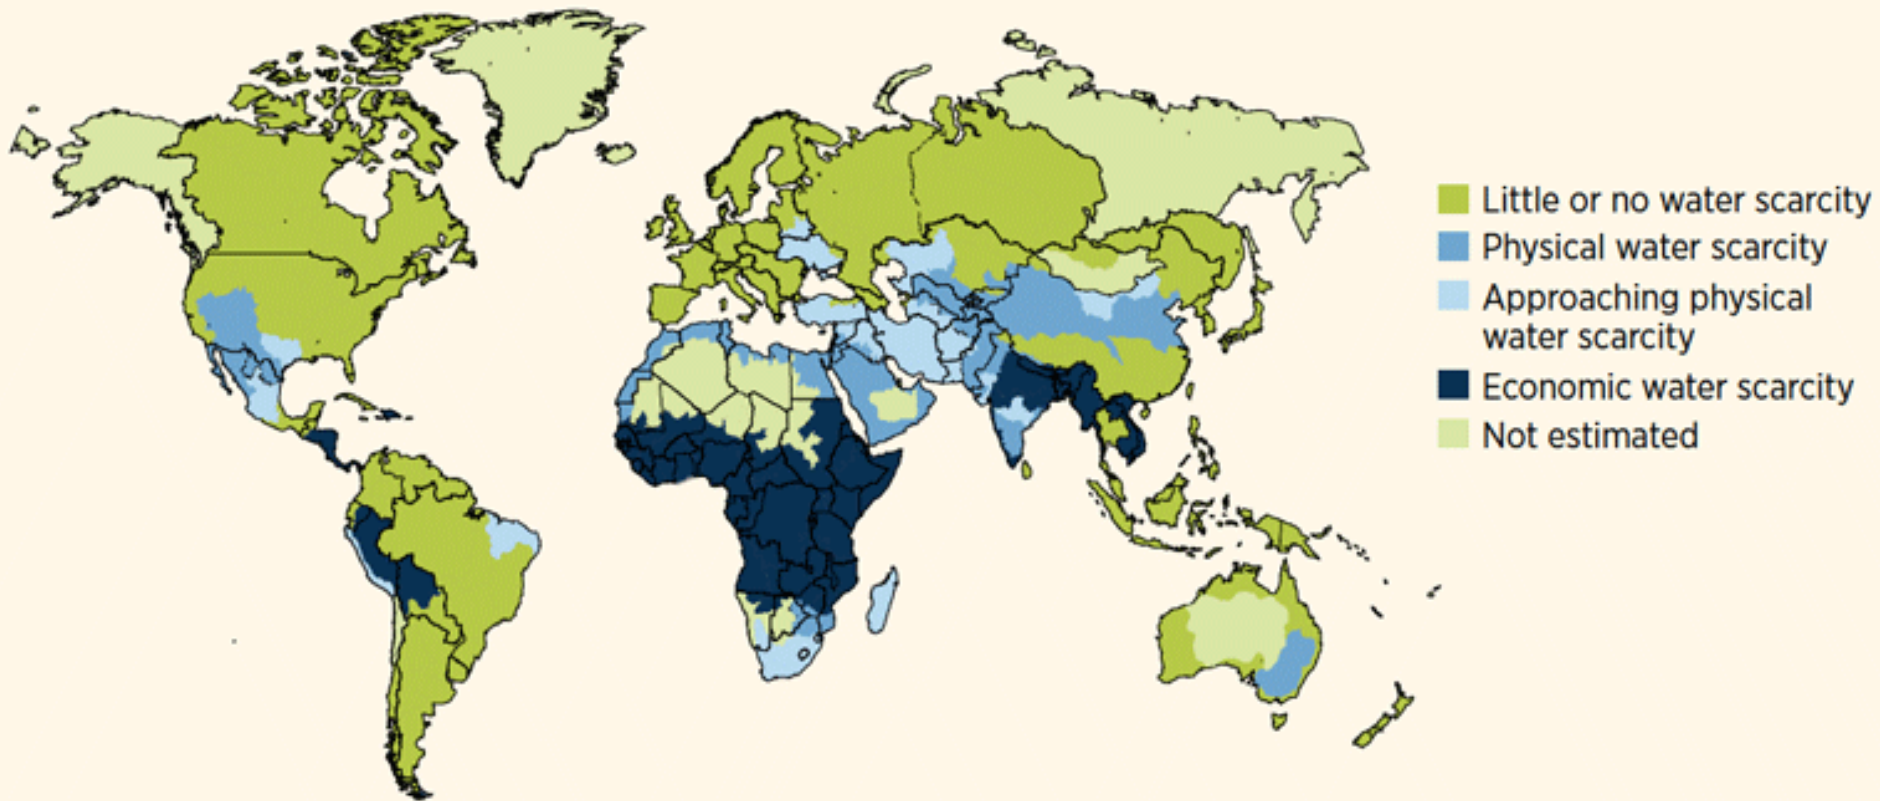 Little or no water scarcity
Physical water scarcity
Approaching physical
water scarcity
Economic water scarcity
Not estimated